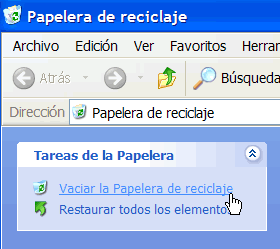 Papelera de reciclaje
Archivo Edición Ver Favoritos
Atrás Búsqueda
Dirección Papelera de reciclaje
Tareas de la Papelera
Vaciar la Papelera de reciclaje
Restaurar todos los elementos